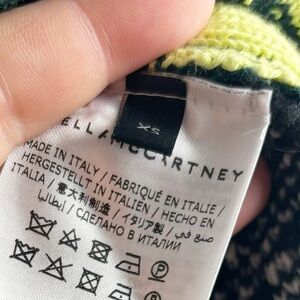 XS
ELLA McCARTNEY
MADE IN ITALY / FABRIQUÉ EN ITALIE /
HERGESTELLT IN ITALIEN / HECHO EN
ITALIA / 意大利制造 / イタリア製 / صنع في
إيطاليا / СДЕЛАНО В ИТАЛИИ
P